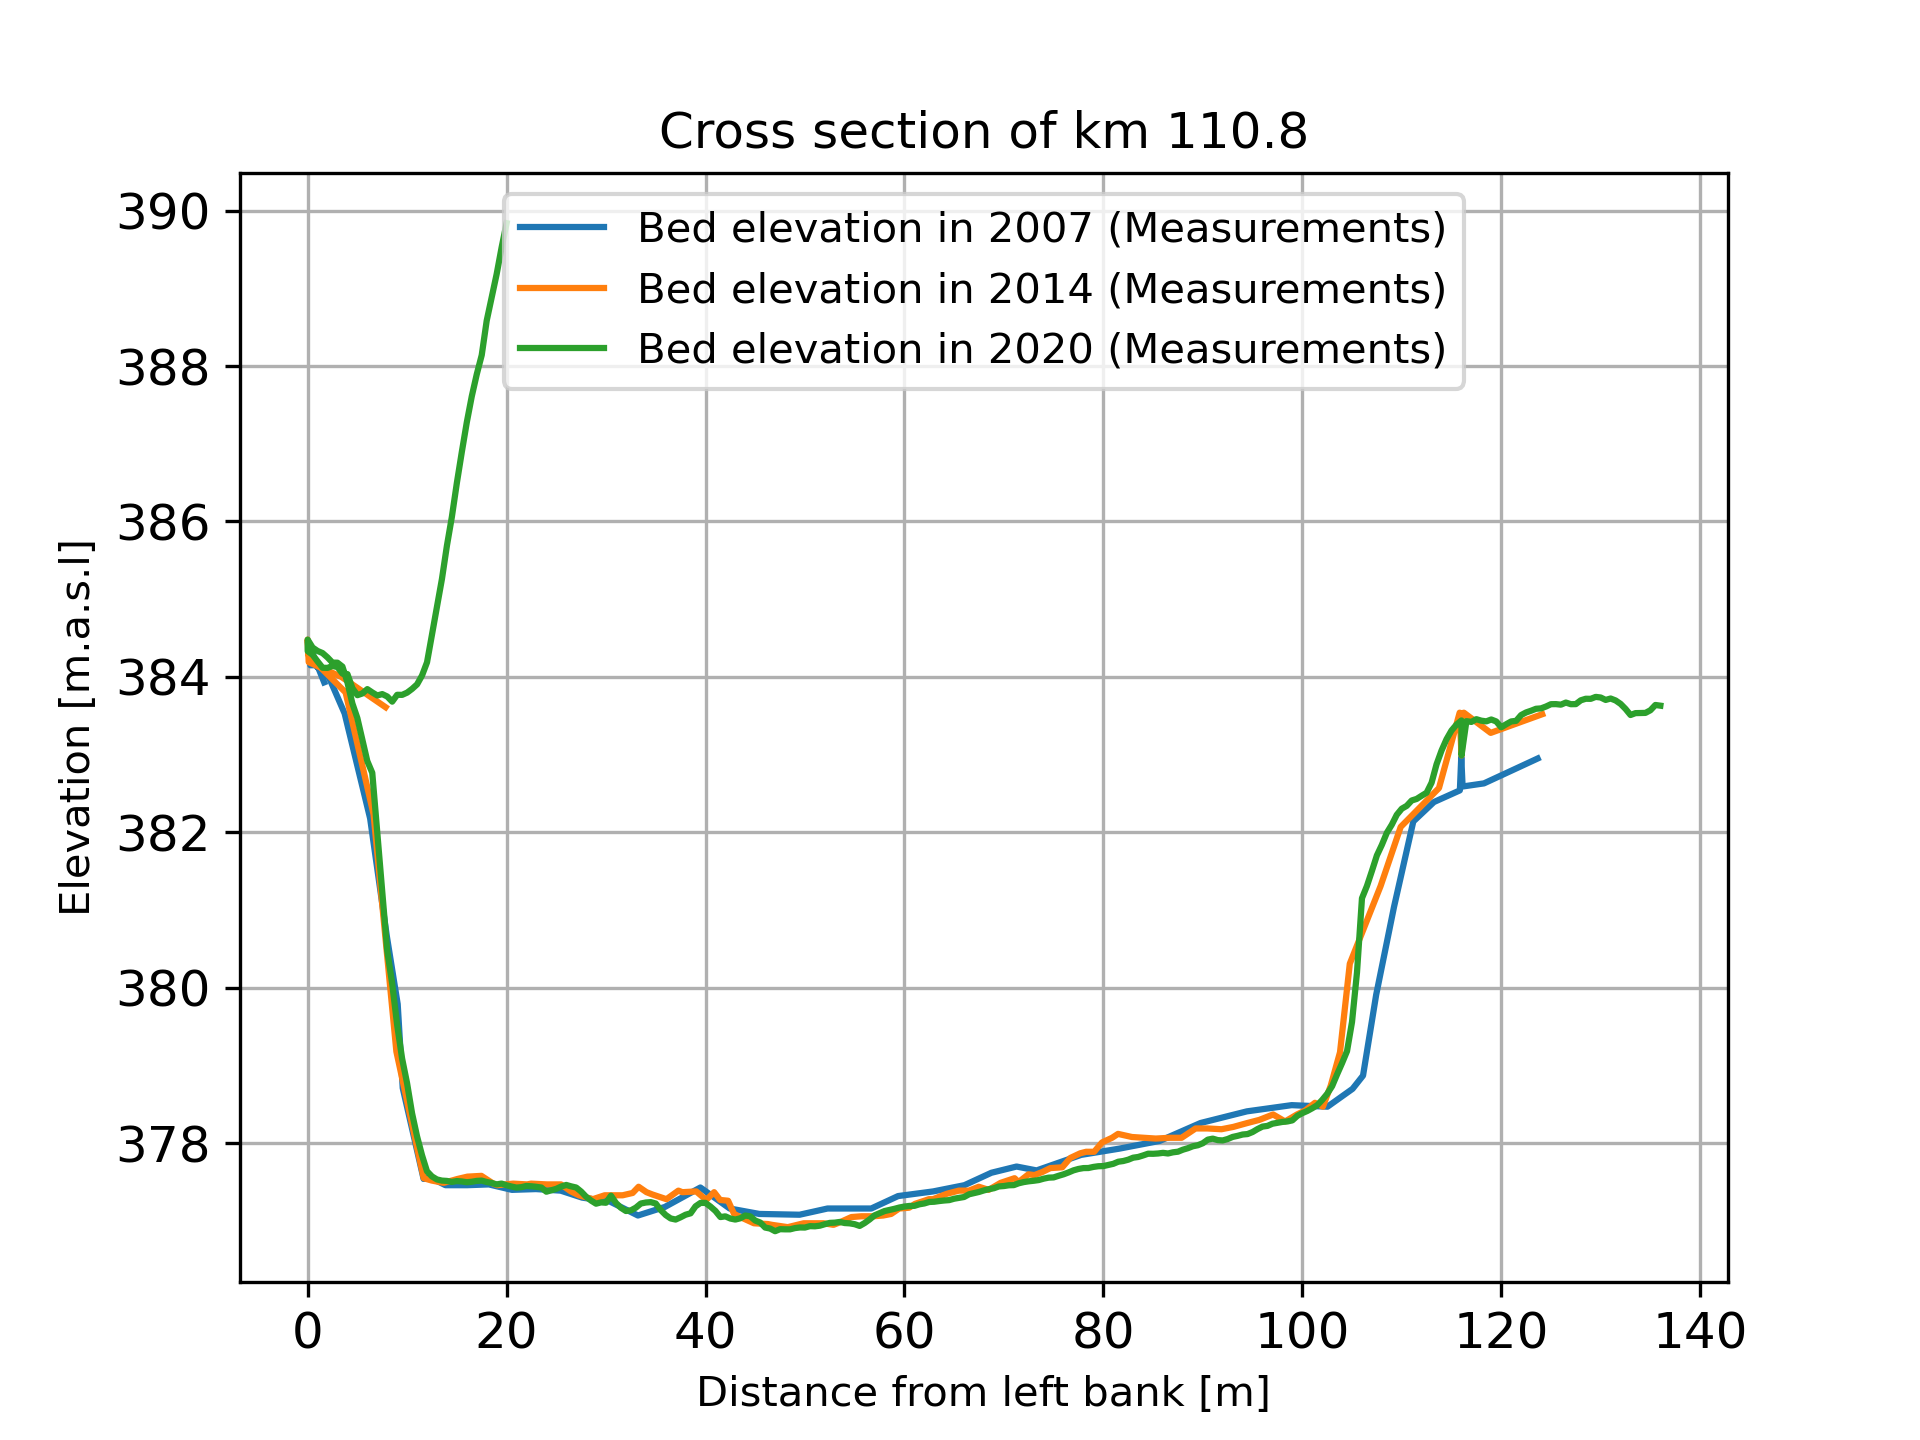 Cross section of km 110.8
Bed elevation in 2007 (Measurements)
Bed elevation in 2014 (Measurements)
Bed elevation in 2020 (Measurements)
390
388
386
384
382
380
378
Elevation [m.a.s.l]
0 20 40 60 80 100 120 140
Distance from left bank [m]